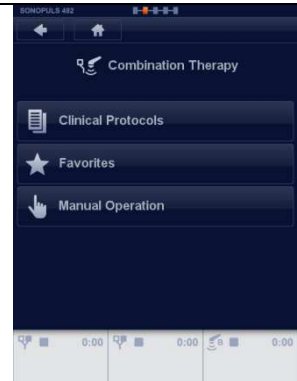 SONOPULS 492
Combination Therapy
Clinical Protocols
Favorites
Manual Operation
0:00 0:00 B 0:00